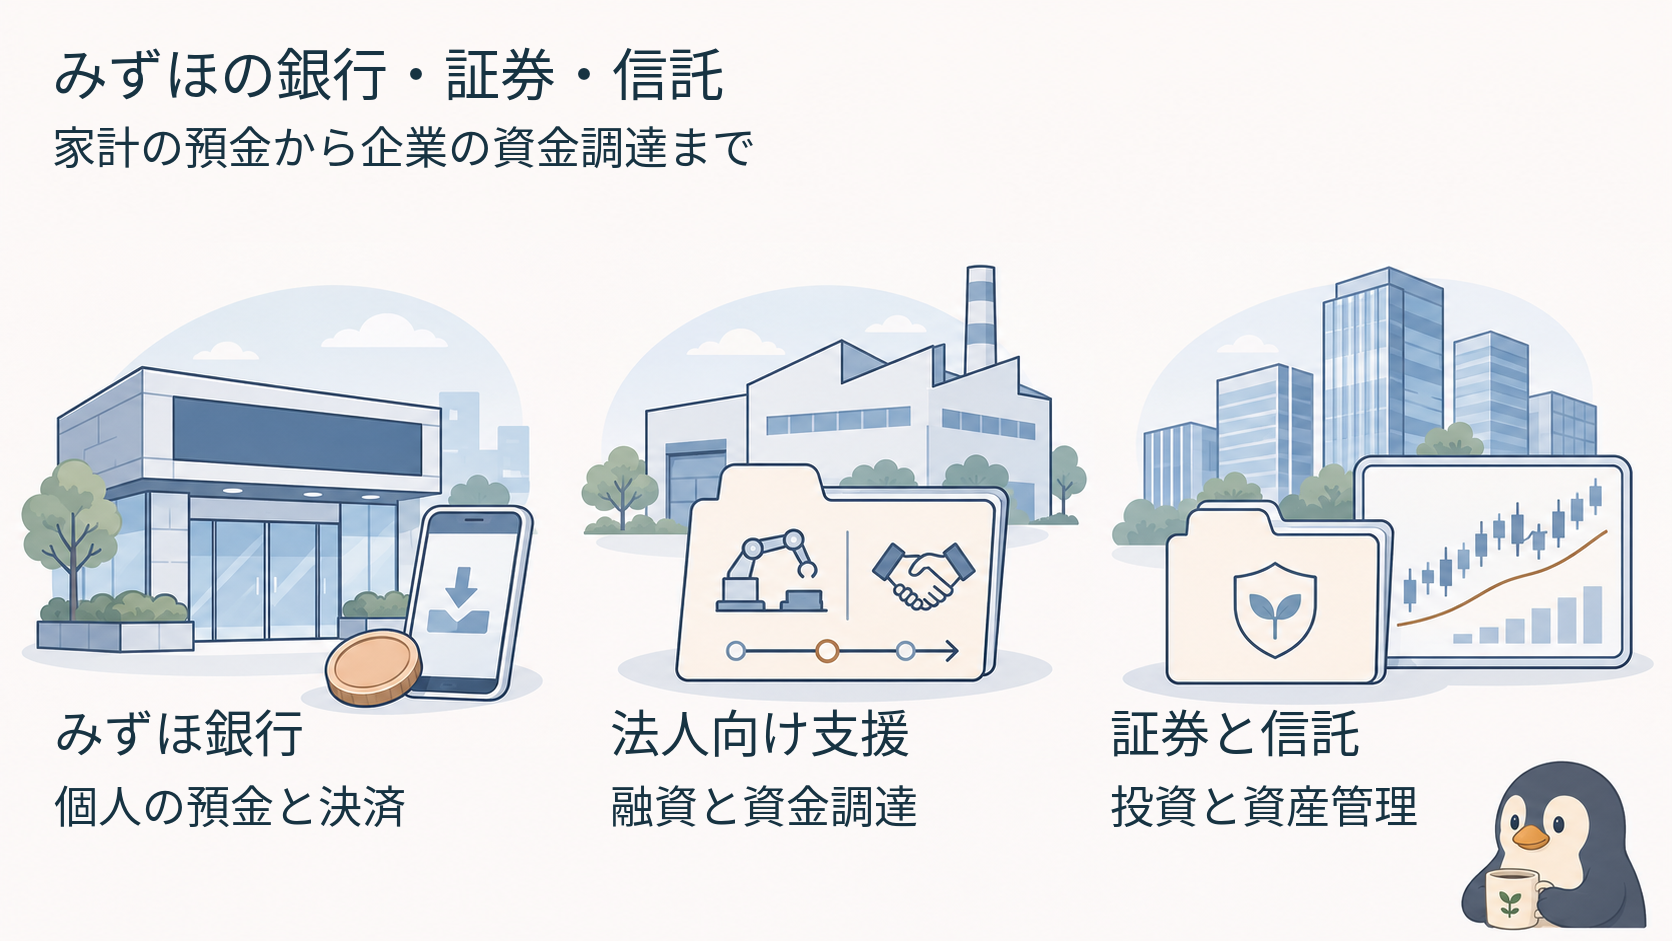 みずほの銀行・証券・信託
家計の預金から企業の資金調達まで
みずほ銀行
個人の預金と決済
法人向け支援
融資と資金調達
証券と信託
投資と資産管理